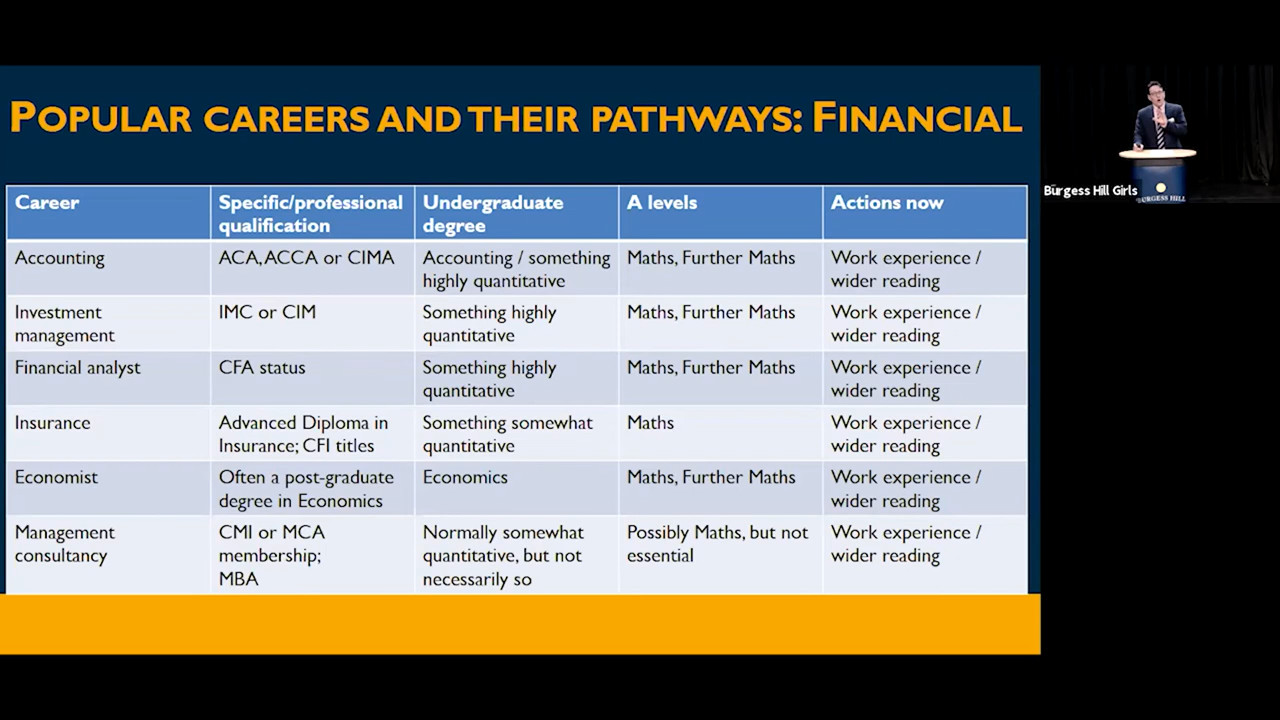 POPULAR CAREERS AND THEIR PATHWAYS: FINANCIAL
Career
Specific/professional
qualification
Undergraduate
degree
A levels
Actions now
Accounting
ACA, ACCA or CIMA
Accounting / something
highly quantitative
Maths, Further Maths
Work experience /
wider reading
Investment
management
IMC or CIM
Something highly
quantitative
Maths, Further Maths
Work experience /
wider reading
Financial analyst
CFA status
Something highly
quantitative
Maths, Further Maths
Work experience /
wider reading
Insurance
Advanced Diploma in
Insurance; CFI titles
Something somewhat
quantitative
Maths
Work experience /
wider reading
Economist
Often a post-graduate
degree in Economics
Economics
Maths, Further Maths
Work experience /
wider reading
Management
consultancy
CMI or MCA
membership;
MBA
Normally somewhat
quantitative, but not
necessarily so
Possibly Maths, but not
essential
Work experience /
wider reading
Burgess Hill Girls
BURGESS HILL